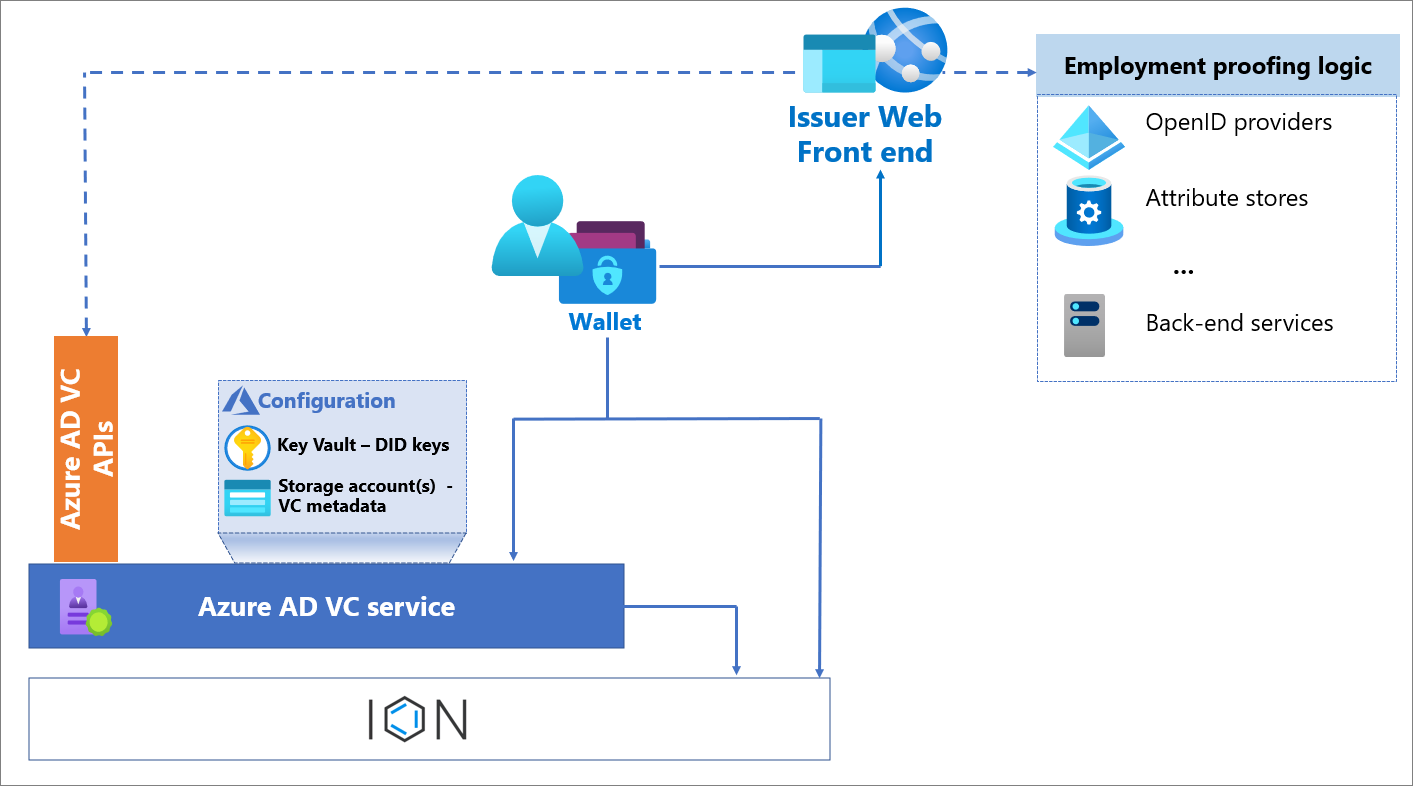 Issuer Web
Front end
Employment proofing logic
OpenID providers
Attribute stores
...
Back-end services
Wallet
Azure AD VC
APIs
Configuration
Key Vault – DID keys
Storage account(s)  -
VC metadata
Azure AD VC service
ION